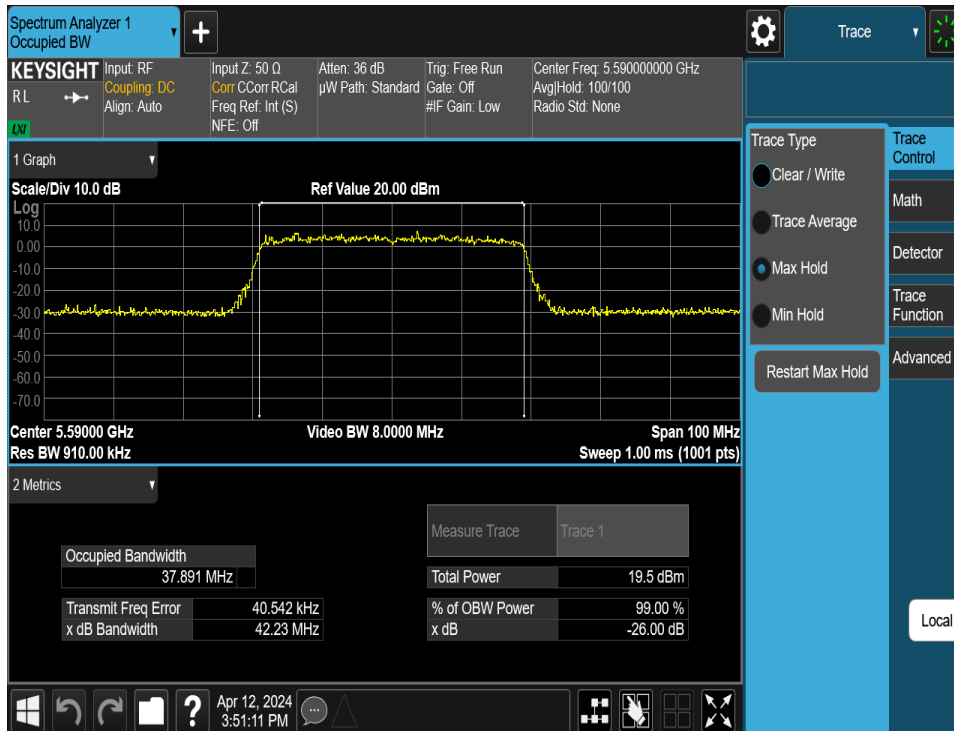 Spectrum Analyzer 1
Occupied BW
+
Trace
KEYSIGHT
RL
LXI
Input: RF
Coupling: DC
Align: Auto
Input Z: 50 Ω
Corr CCorr RCal
Freq Ref: Int (S)
NFE: Off
Atten: 36 dB
µW Path: Standard
Trig: Free Run
Gate: Off
#IF Gain: Low
Center Freq: 5.590000000 GHz
Avg|Hold: 100/100
Radio Std: None
1 Graph
Scale/Div 10.0 dB
Ref Value 20.00 dBm
Log
10.0
0.00
-10.0
-20.0
-30.0
-40.0
-50.0
-60.0
-70.0
Center 5.59000 GHz
Video BW 8.0000 MHz
Span 100 MHz
Res BW 910.00 kHz
Sweep 1.00 ms (1001 pts)
2 Metrics
Measure Trace
Trace 1
Occupied Bandwidth
37.891 MHz
Total Power
19.5 dBm
Transmit Freq Error
40.542 kHz
% of OBW Power
99.00 %
x dB Bandwidth
42.23 MHz
x dB
-26.00 dB
Trace Type
Clear / Write
Trace Average
Max Hold
Min Hold
Restart Max Hold
Trace
Control
Math
Detector
Trace
Function
Advanced
Local
?
Apr 12, 2024
3:51:11 PM